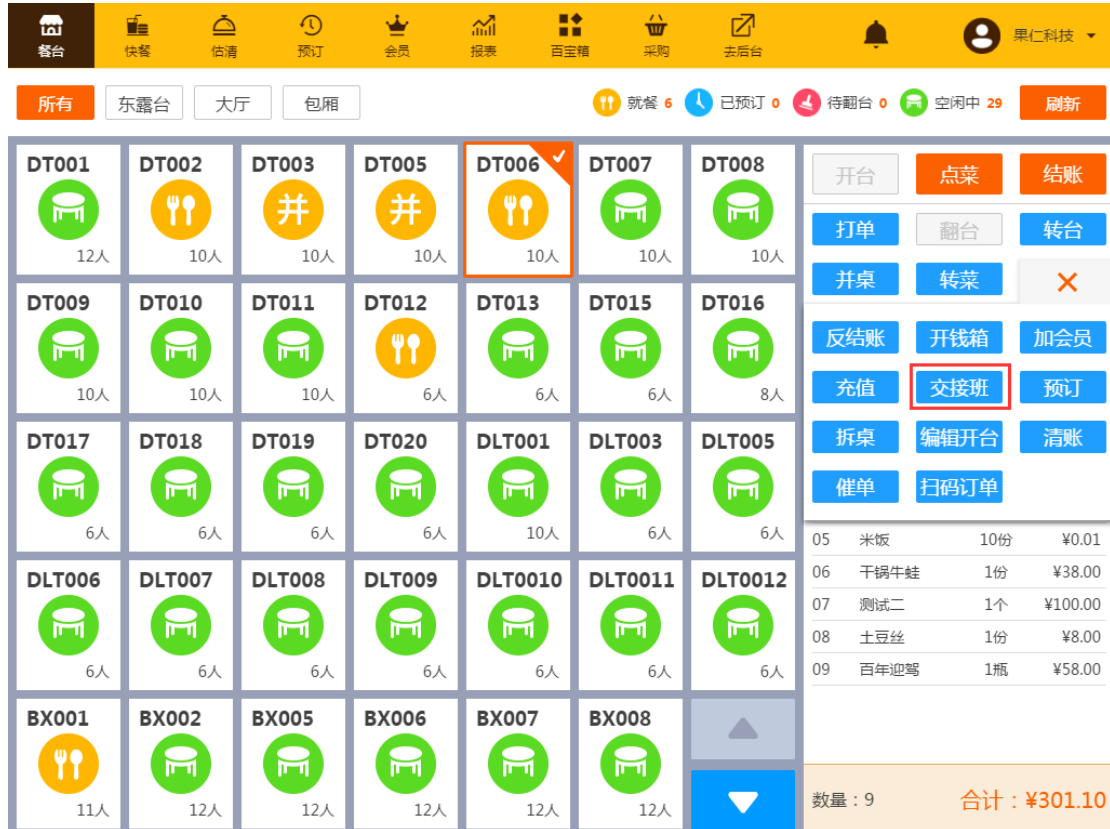 餐台 快餐 估清 预订 会员 报表 百宝箱 采购 去后台 果仁科技
所有 东露台 大厅 包厢 就餐 6 已预订 0 待翻台 0 空闲中 29 刷新
DT001 DT002 DT003 DT005 DT006 DT007 DT008
并 并
12人 10人 10人 10人 10人 10人 10人
DT009 DT010 DT011 DT012 DT013 DT015 DT016
10人 10人 10人 6人 6人 6人 8人
DT017 DT018 DT019 DT020 DLT001 DLT003 DLT005
6人 6人 6人 6人 10人 6人 6人
DLT006 DLT007 DLT008 DLT009 DLT0010 DLT0011 DLT0012
6人 6人 6人 6人 6人 6人 6人
BX001 BX002 BX005 BX006 BX007 BX008
11人 12人 12人 12人 12人 12人
开台 点菜 结账
打单 翻台 转台
并桌 转菜
反结账 开钱箱 加会员
充值 交接班 预订
拆桌 编辑开台 清账
催单 扫码订单
05 米饭 10份 ¥0.01
06 干锅牛蛙 1份 ¥38.00
07 测试二 1个 ¥100.00
08 土豆丝 1份 ¥8.00
09 百年迎驾 1瓶 ¥58.00
数量：9 合计：¥301.10